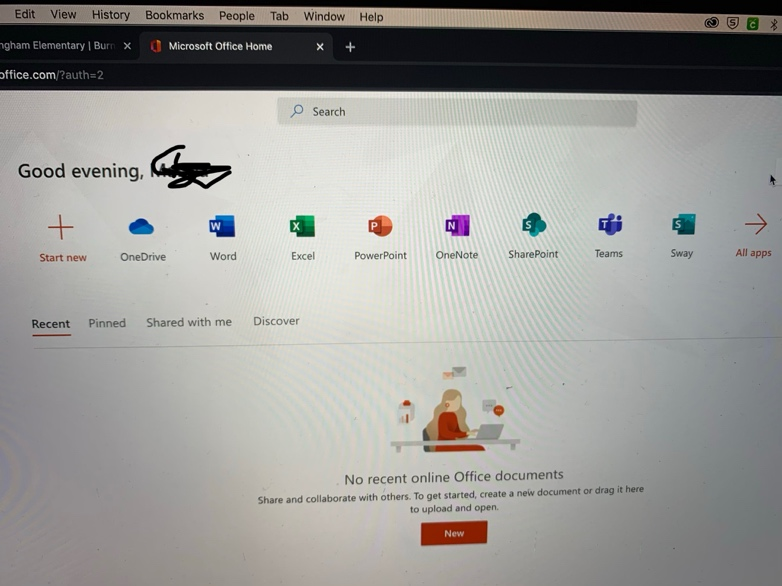 Edit View History Bookmarks People Tab Window Help
ngham Elementary | Burn
Microsoft Office Home
office.com/?auth=2
Search
Good evening,
Start new OneDrive Word Excel PowerPoint OneNote SharePoint Teams Sway All apps
Recent Pinned Shared with me Discover
No recent online Office documents
Share and collaborate with others. To get started, create a new document or drag it here
to upload and open.
New